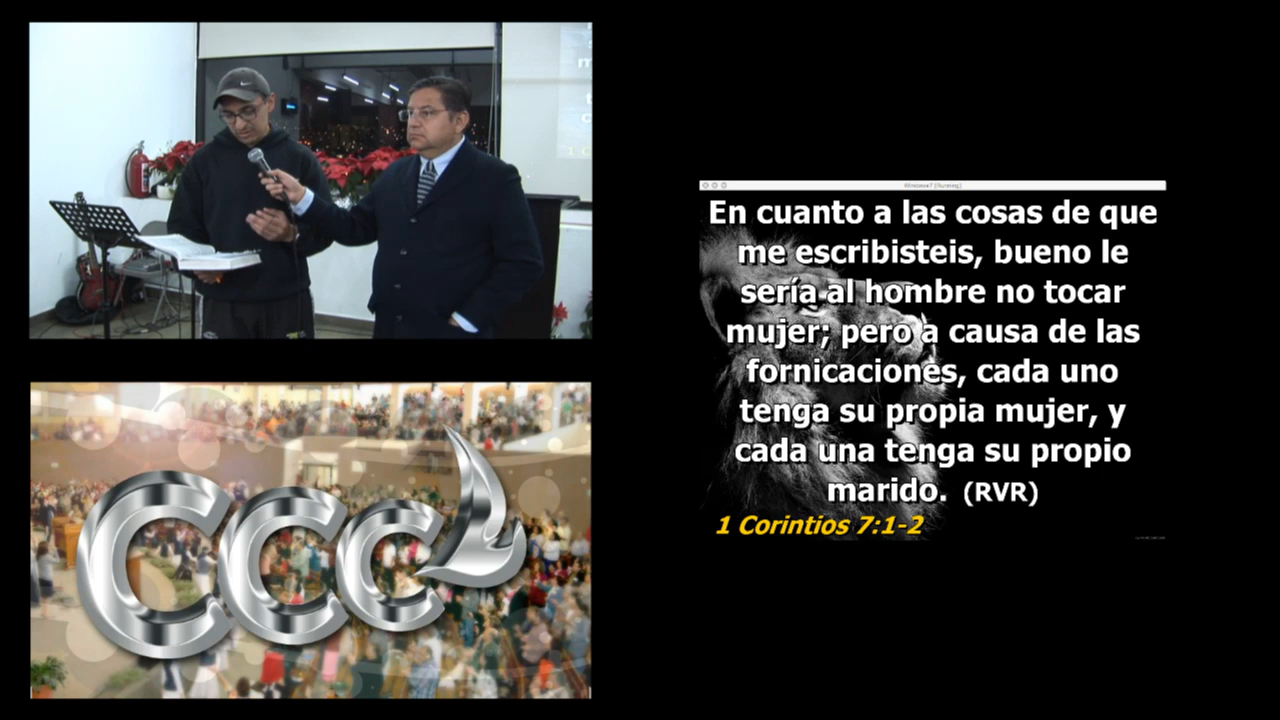 CCC
En cuanto a las cosas de que
me escribisteis, bueno le
sería al hombre no tocar
mujer; pero a causa de las
fornicaciones, cada uno
tenga su propia mujer, y
cada una tenga su propio
marido. (RVR)
1 Corintios 7:1-2